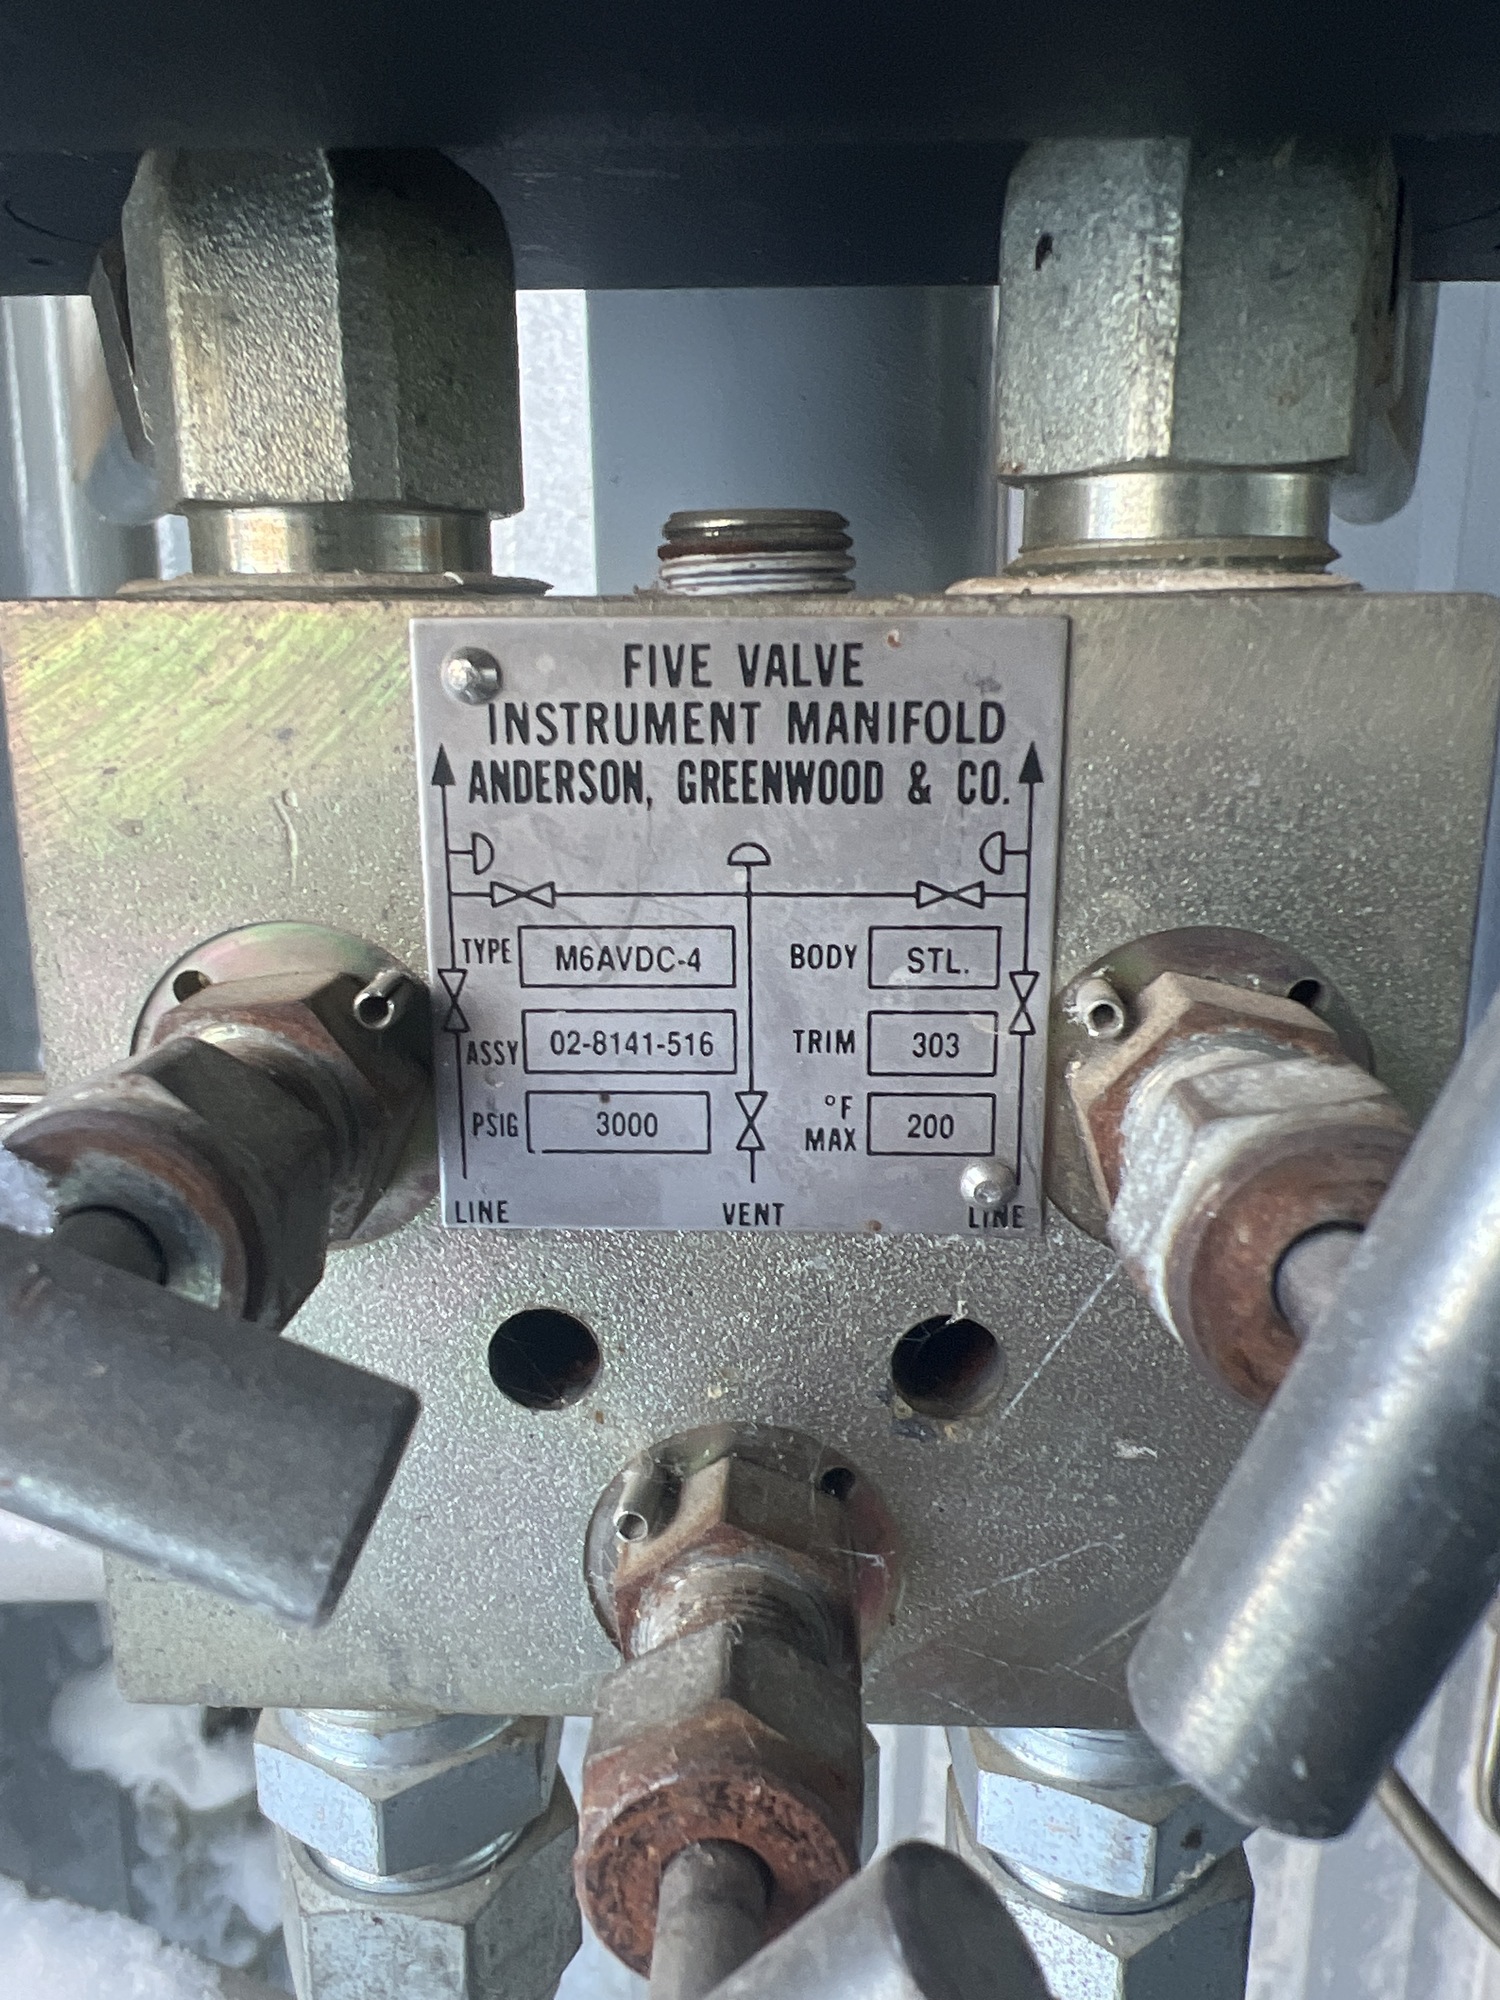 FIVE VALVE
INSTRUMENT MANIFOLD
ANDERSON, GREENWOOD & CO.
TYPE M6AVDC-4 BODY STL.
ASSY 02-8141-516 TRIM 303
PSIG 3000 °F MAX 200
LINE VENT LINE